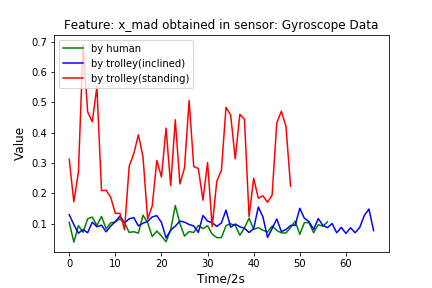 Feature: x_mad obtained in sensor: Gyroscope Data
by human
by trolley(inclined)
by trolley(standing)
Value
0.7
0.6
0.5
0.4
0.3
0.2
0.1
0 10 20 30 40 50 60
Time/2s